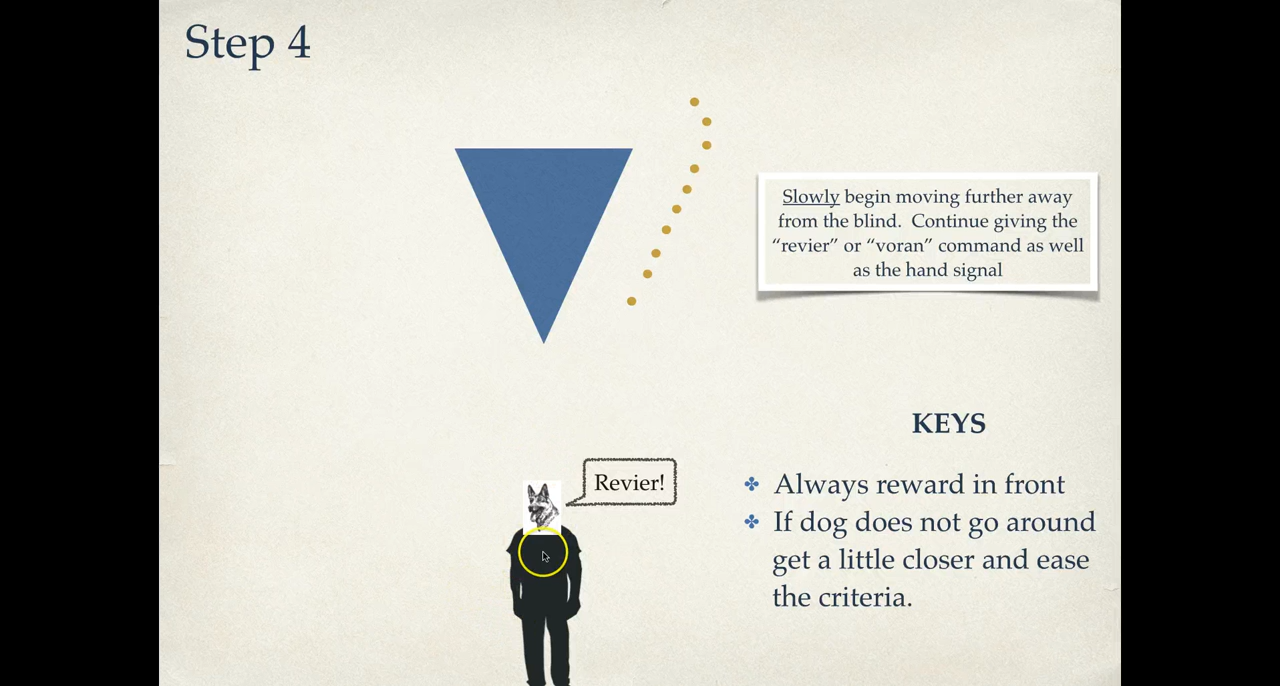 Step 4
Slowly begin moving further away
from the blind.  Continue giving the
“revier” or “voran” command as well
as the hand signal
KEYS
Revier!
Always reward in front
If dog does not go around
get a little closer and ease
the criteria.